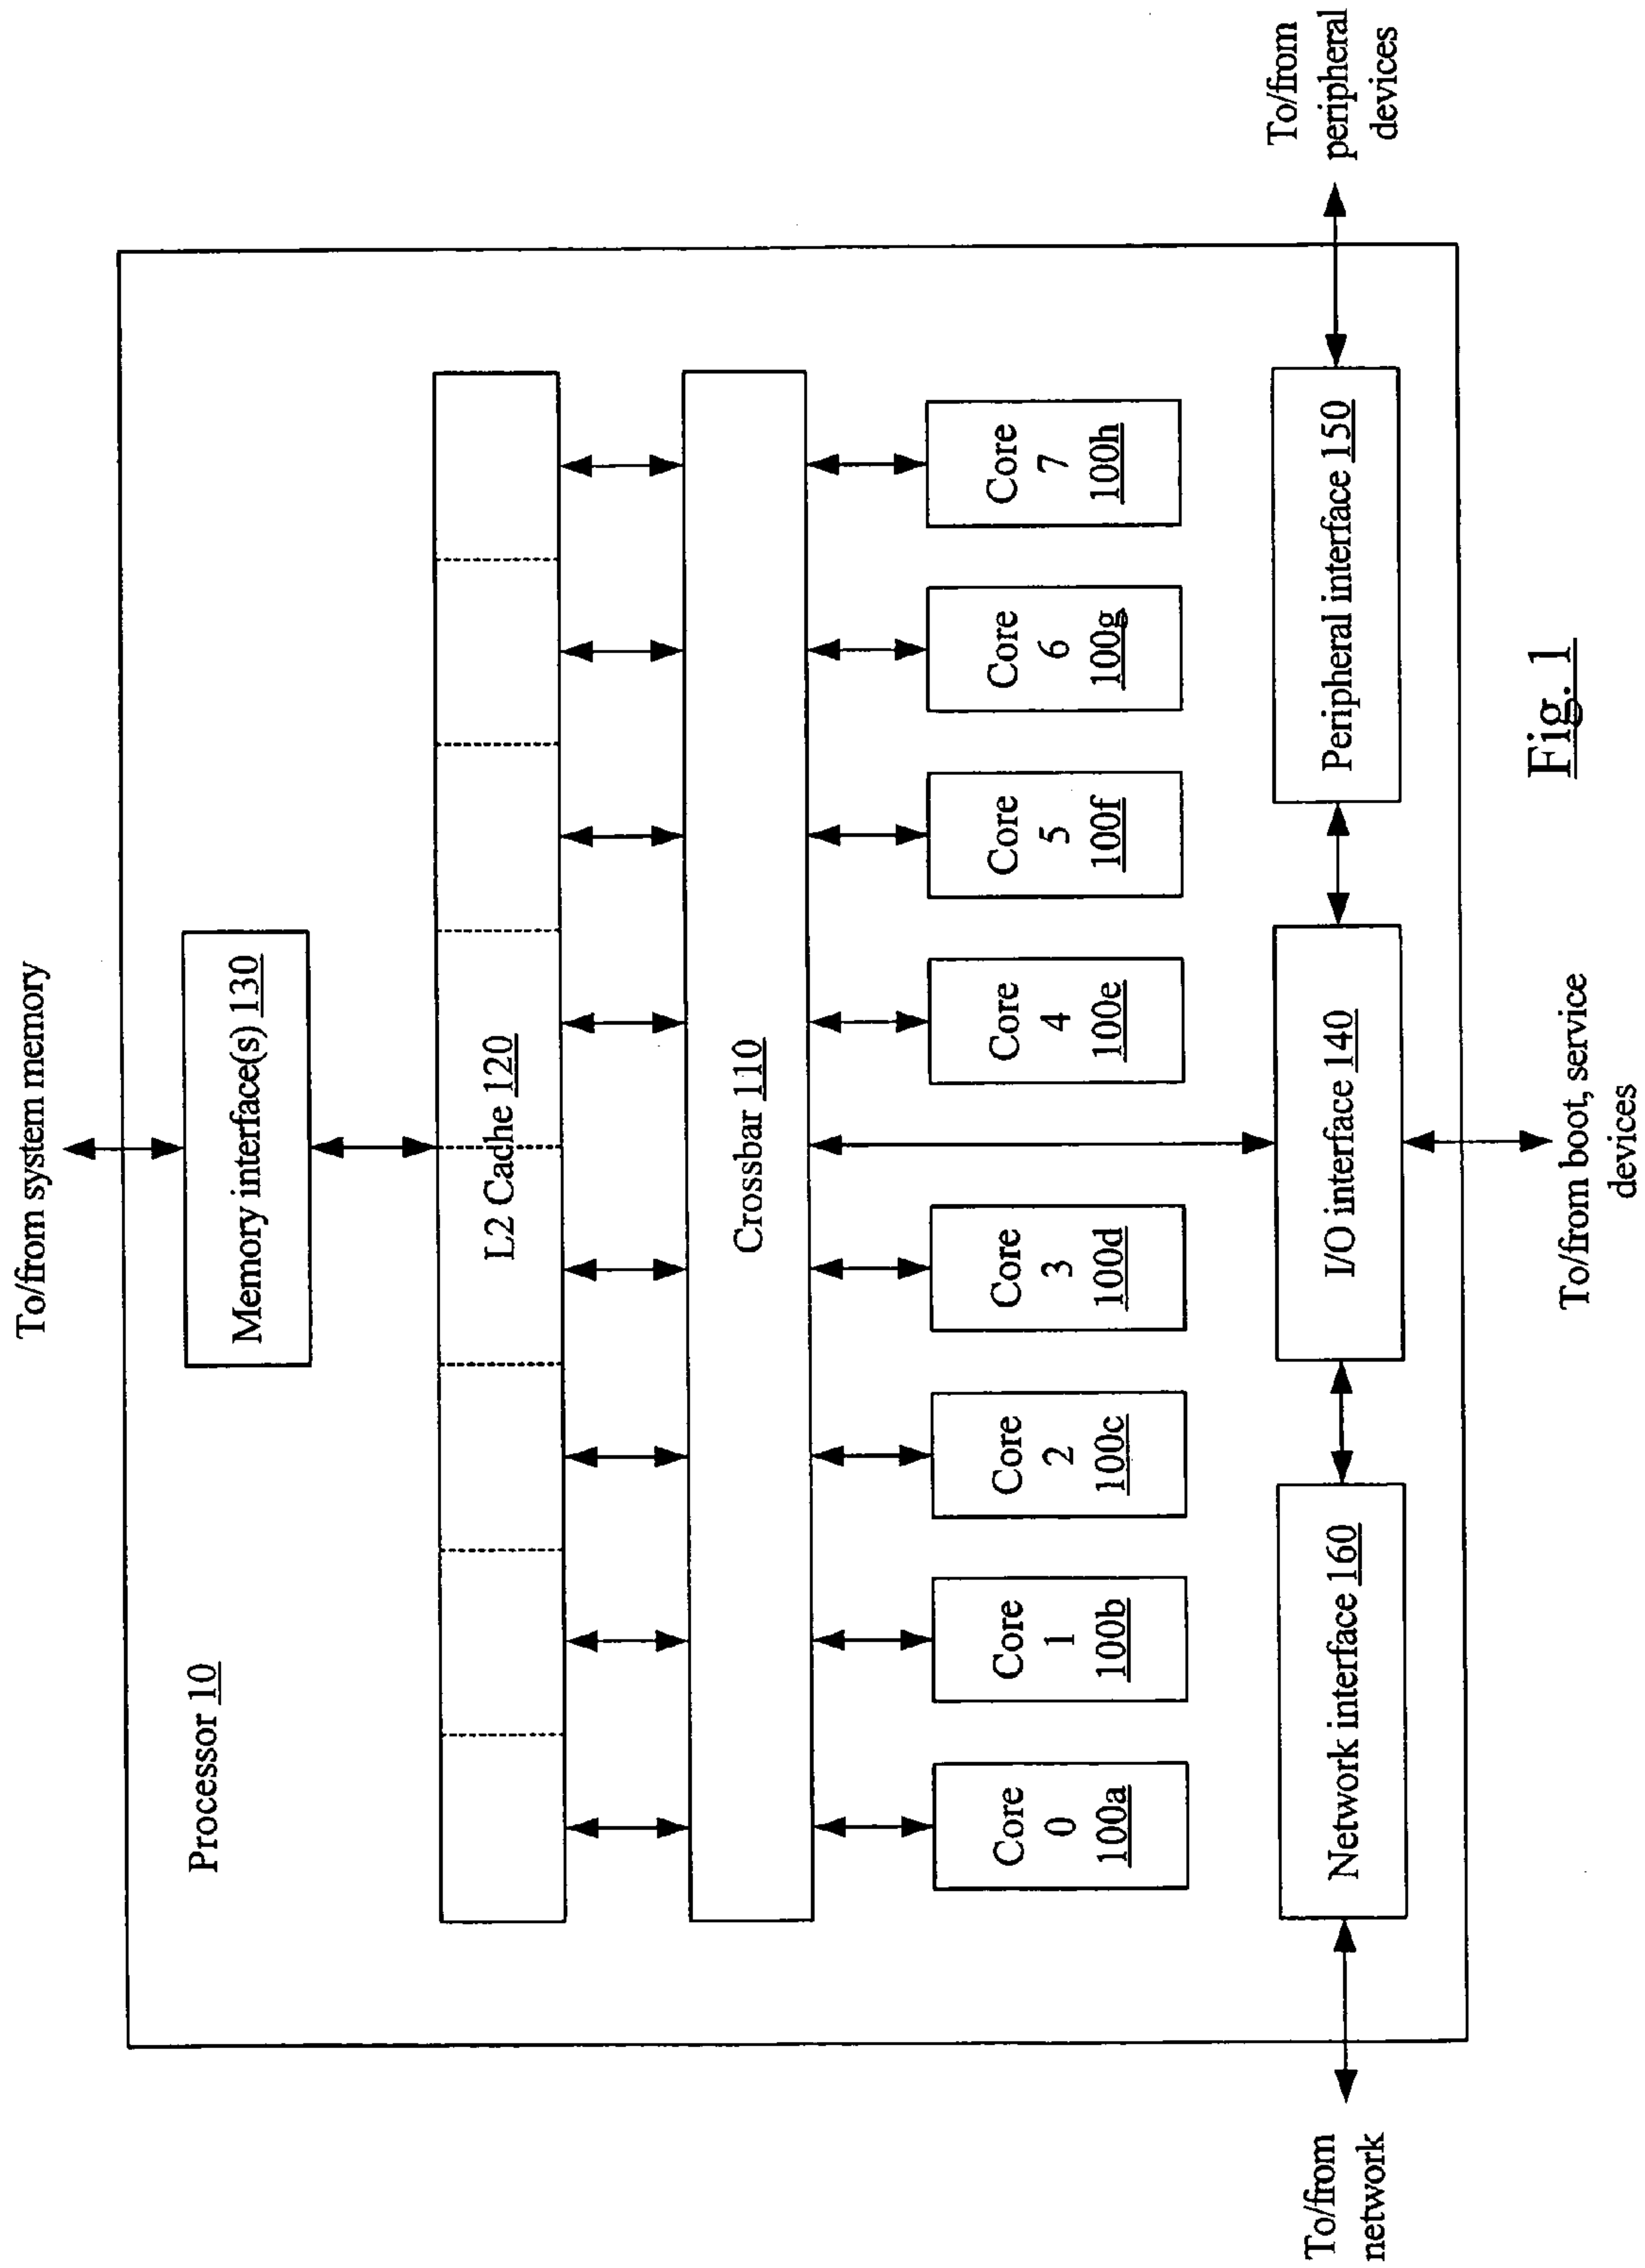 To/from system memory
Processor 10
Memory interface(s) 130
L2 Cache 120
Crossbar 110
Core
0
100a
Core
1
100b
Core
2
100c
Core
3
100d
Core
4
100e
Core
5
100f
Core
6
100g
Core
7
100h
To/from
network
Network interface 160
I/O interface 140
Peripheral interface 150
To/from
peripheral
devices
To/from boot, service
devices
Fig. 1